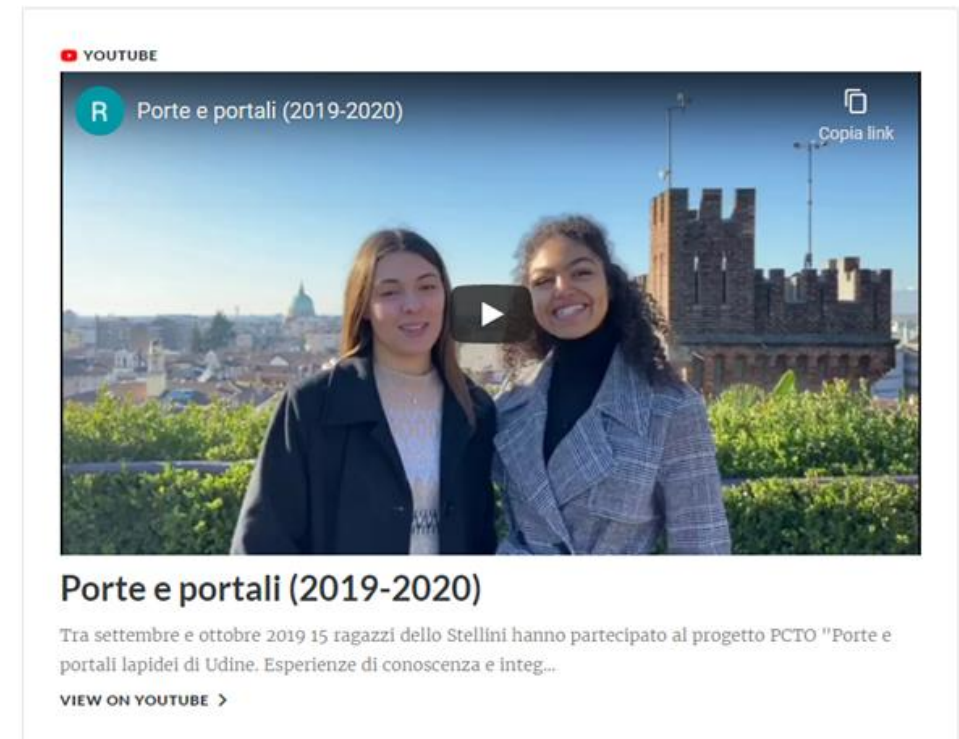 YOUTUBE
R Porte e portali (2019-2020)
Copia link
Porte e portali (2019-2020)
Tra settembre e ottobre 2019 15 ragazzi dello Stellini hanno partecipato al progetto PCTO "Porte e
portali lapidei di Udine. Esperienze di conoscenza e integ...
VIEW ON YOUTUBE >